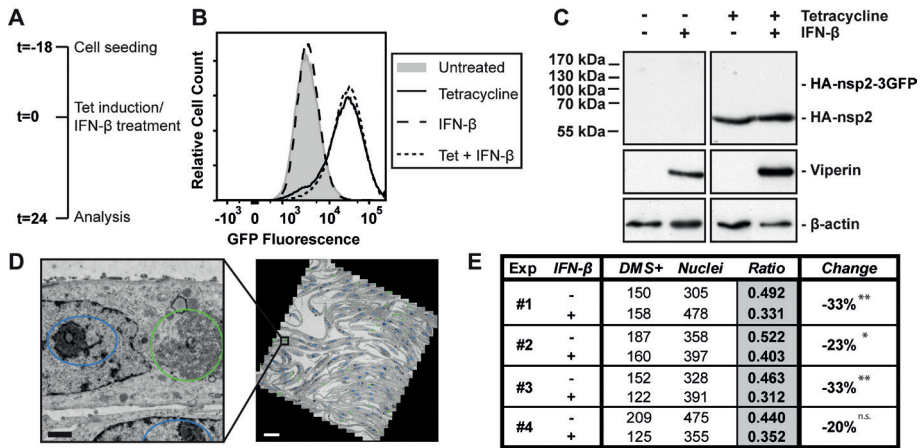 A
t=-18
Cell seeding
t=0
Tet induction/
IFN-β treatment
t=24
Analysis
B
Relative Cell Count
-10³ 0 10³ 10⁴ 10⁵
GFP Fluorescence
Untreated
Tetracycline
IFN-β
Tet + IFN-β
C
- - + + Tetracycline
- + - + IFN-β
170 kDa -
130 kDa -
100 kDa -
70 kDa -
55 kDa -
- HA-nsp2-3GFP
- HA-nsp2
- Viperin
- β-actin
D
E
Exp IFN-β DMS+ Nuclei Ratio Change
#1 - 150 305 0.492 -33% **
+ 158 478 0.331
#2 - 187 358 0.522 -23% *
+ 160 397 0.403
#3 - 152 328 0.463 -33% **
+ 122 391 0.312
#4 - 209 475 0.440 -20% n.s.
+ 125 355 0.352